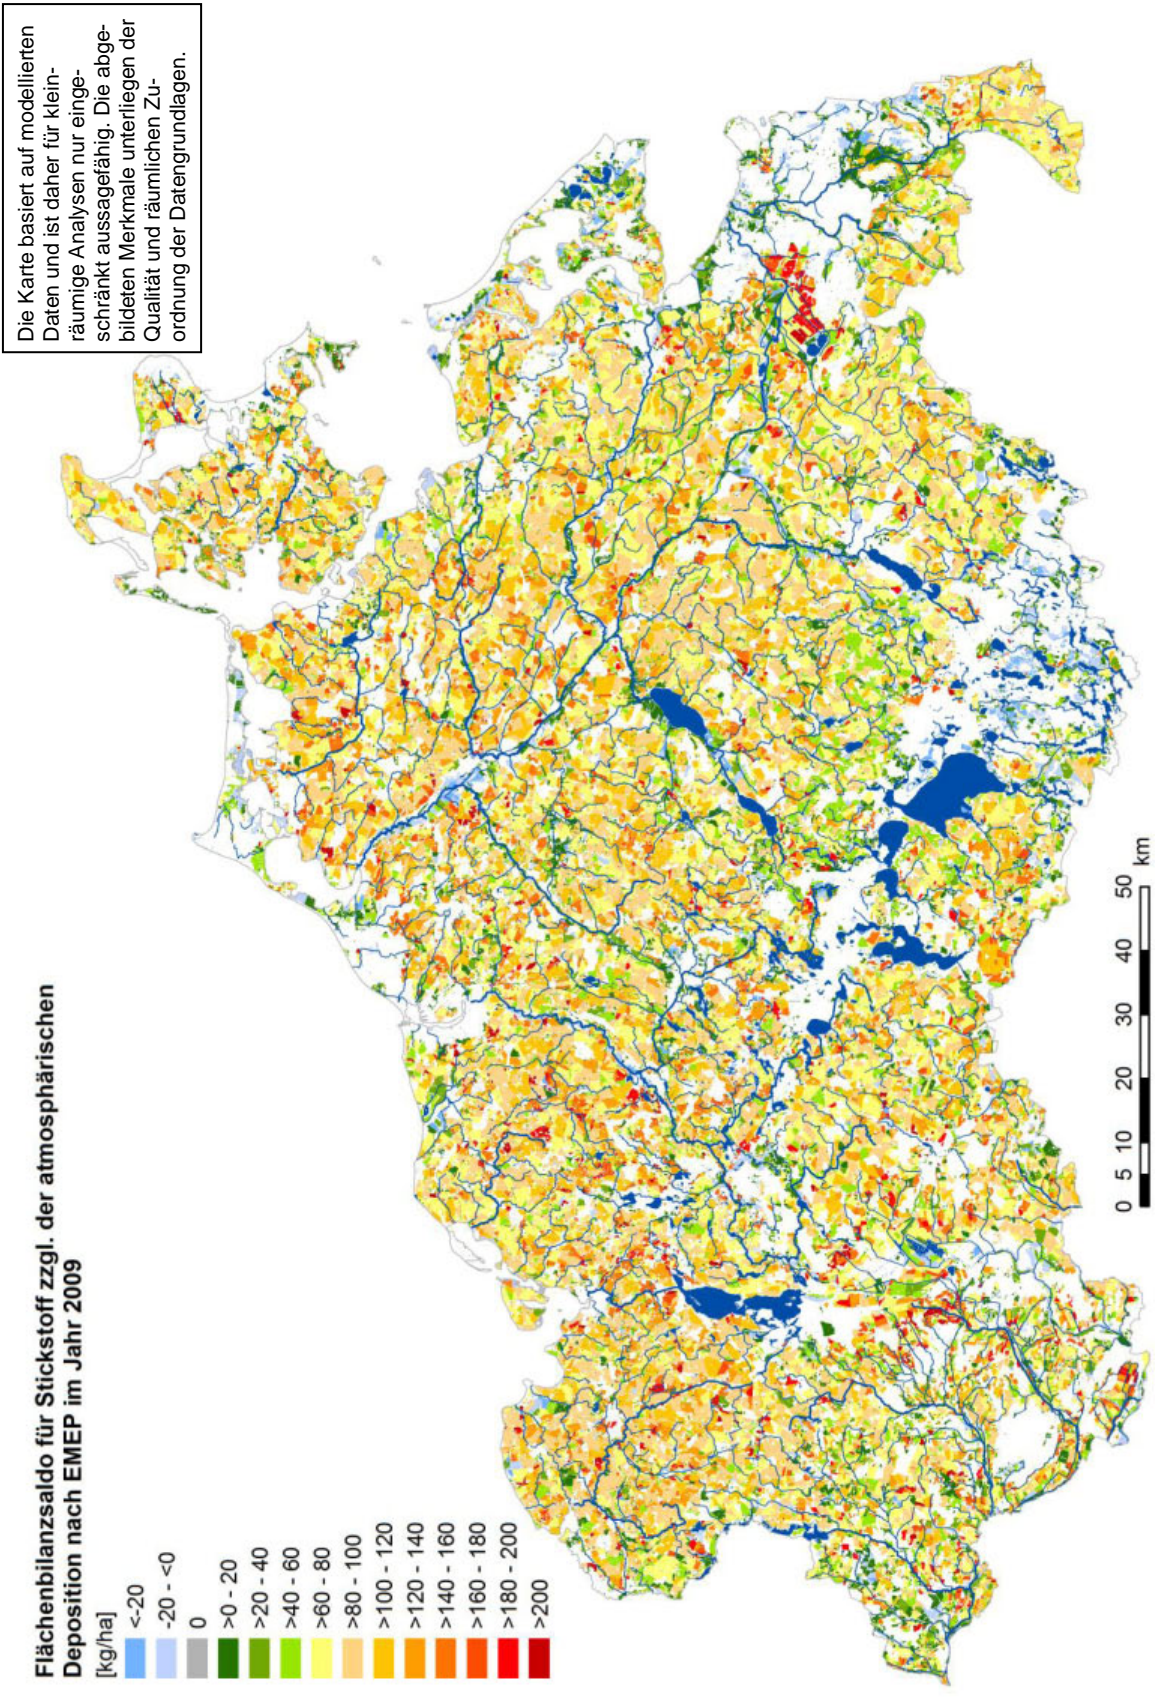 Die Karte basiert auf modellierten
Daten und ist daher für klein-
räumige Analysen nur einge-
schränkt aussagefähig. Die abge-
bildeten Merkmale unterliegen der
Qualität und räumlichen Zu-
ordnung der Datengrundlagen.
Flächenbilanzsaldo für Stickstoff zzgl. der atmosphärischen
Deposition nach EMEP im Jahr 2009
[kg/ha]
<-20
-20 - <0
0
>0 - 20
>20 - 40
>40 - 60
>60 - 80
>80 - 100
>100 - 120
>120 - 140
>140 - 160
>160 - 180
>180 - 200
>200
0 5 10 20 30 40 50 km